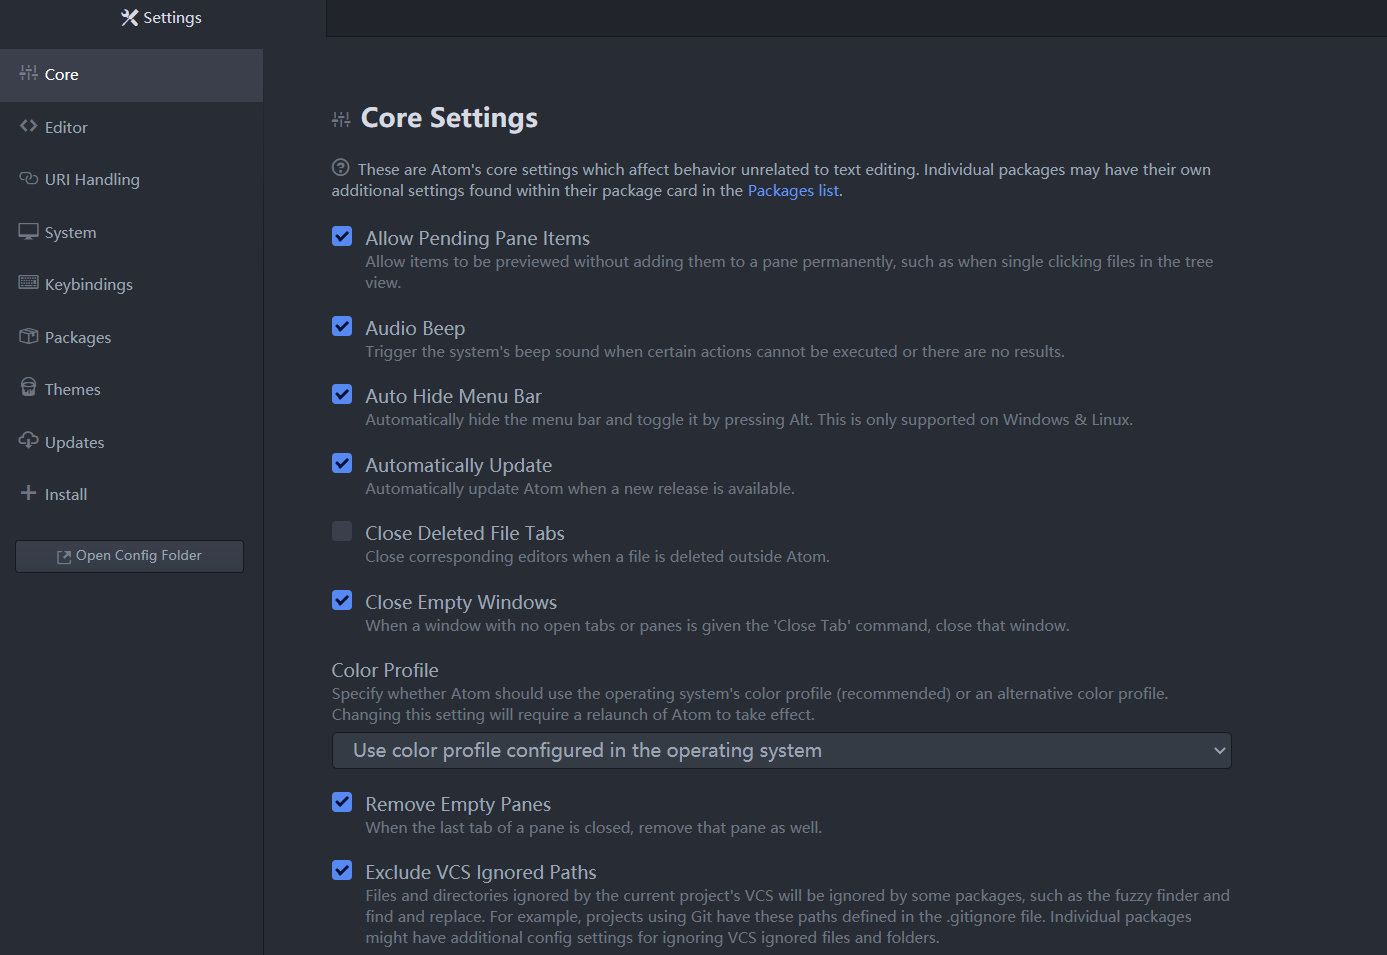 Settings
Core
Editor
URI Handling
System
Keybindings
Packages
Themes
Updates
Install
Open Config Folder
Core Settings
These are Atom's core settings which affect behavior unrelated to text editing. Individual packages may have their own
additional settings found within their package card in the Packages list.
Allow Pending Pane Items
Allow items to be previewed without adding them to a pane permanently, such as when single clicking files in the tree
view.
Audio Beep
Trigger the system's beep sound when certain actions cannot be executed or there are no results.
Auto Hide Menu Bar
Automatically hide the menu bar and toggle it by pressing Alt. This is only supported on Windows & Linux.
Automatically Update
Automatically update Atom when a new release is available.
Close Deleted File Tabs
Close corresponding editors when a file is deleted outside Atom.
Close Empty Windows
When a window with no open tabs or panes is given the 'Close Tab' command, close that window.
Color Profile
Specify whether Atom should use the operating system's color profile (recommended) or an alternative color profile.
Changing this setting will require a relaunch of Atom to take effect.
Use color profile configured in the operating system
Remove Empty Panes
When the last tab of a pane is closed, remove that pane as well.
Exclude VCS Ignored Paths
Files and directories ignored by the current project's VCS will be ignored by some packages, such as the fuzzy finder and
find and replace. For example, projects using Git have these paths defined in the .gitignore file. Individual packages
might have additional config settings for ignoring VCS ignored files and folders.